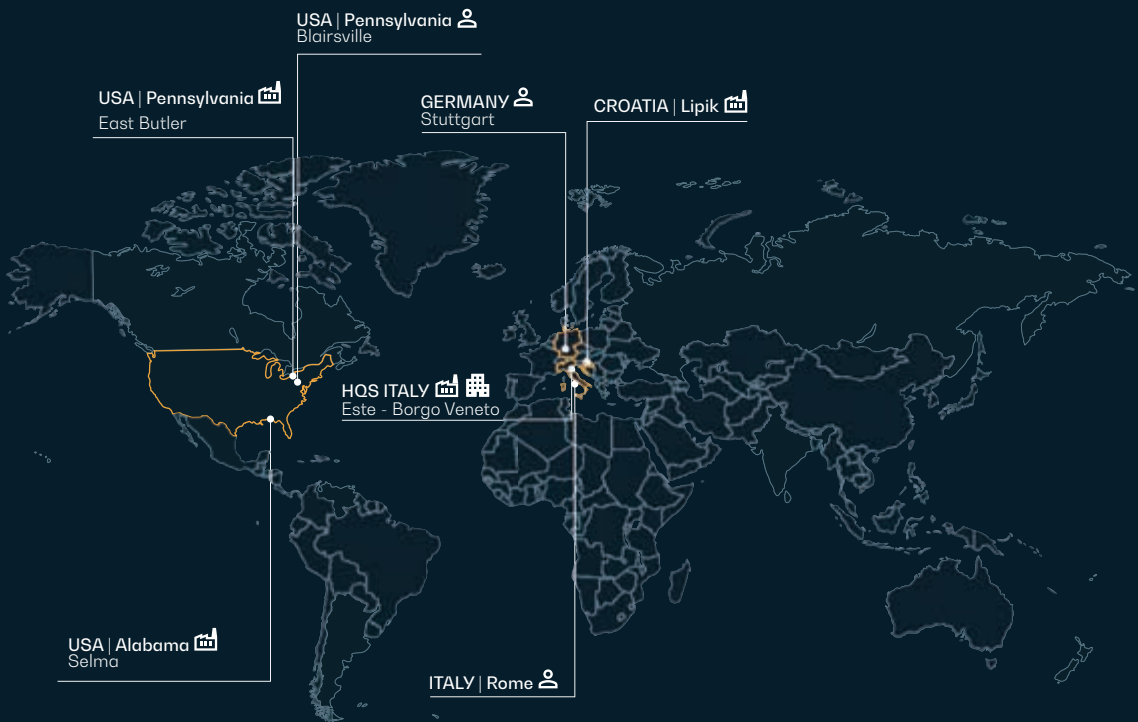 USA | Pennsylvania
Blairsville
USA | Pennsylvania
East Butler
GERMANY
Stuttgart
CROATIA | Lipik
HQS ITALY
Este - Borgo Veneto
USA | Alabama
Selma
ITALY | Rome